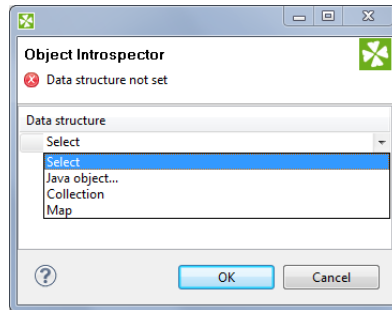 Object Introspector
Data structure not set
Data structure
Select
Select
Java object...
Collection
Map
?
OK
Cancel